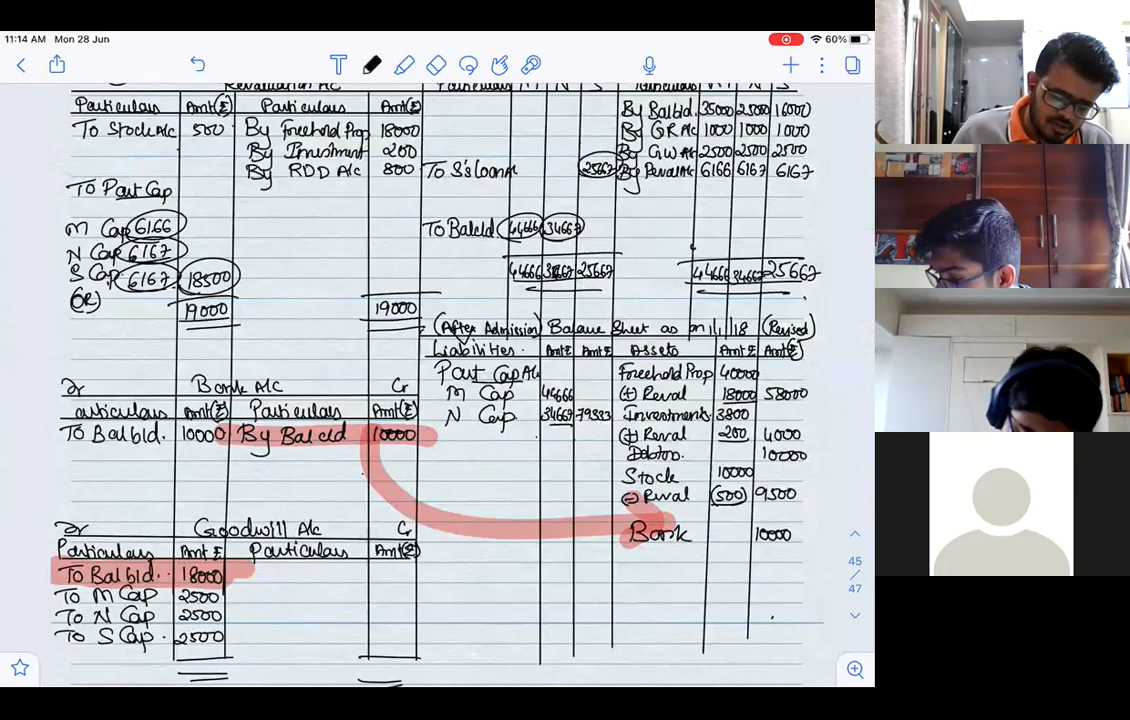 11:14 AM Mon 28 Jun
60%
Revaluation A/c
Particulars Amt(₹) Particulars Amt(₹)
To Stock A/c 500 By Freehold Prop 18000
By Investment 200
By RDD A/c 800
To Part Cap
M Cap 6166
N Cap 6167
S Cap 6167 18500
(OR)
19000 19000
Particulars M N S Particulars M N S
By Bal b/d 35000 25000 16000
By GR A/c 1000 1000 1000
By GW A/c 2500 2500 2500
To S's Loan A/c 25667 By Reval A/c 6166 6167 6167
To Bal c/d 44666 34667
44666 34667 25667 44666 34667 25667
(After Admission) Balance Sheet as on 1/1/18 (Revised)
Liabilities Amt ₹ Amt ₹ Assets Amt ₹ Amt(₹)
Part Cap A/c Freehold Prop 40000
M Cap 44666 (+) Reval 18000 58000
N Cap 34667 79333 Investments 3800
(+) Reval 200 4000
Debtors 10000
Stock 10000
(-) Reval (500) 9500
Bank 10000
Dr Bank A/c Cr
articulars Amt(₹) Particulars Amt(₹)
To Bal b/d. 10000 By Bal c/d 10000
Dr Goodwill A/c Cr
Particulars Amt ₹ Particulars Amt(₹)
To Bal b/d. 18000
To M Cap 2500
To N Cap 2500
To S Cap 2500
45
/
47